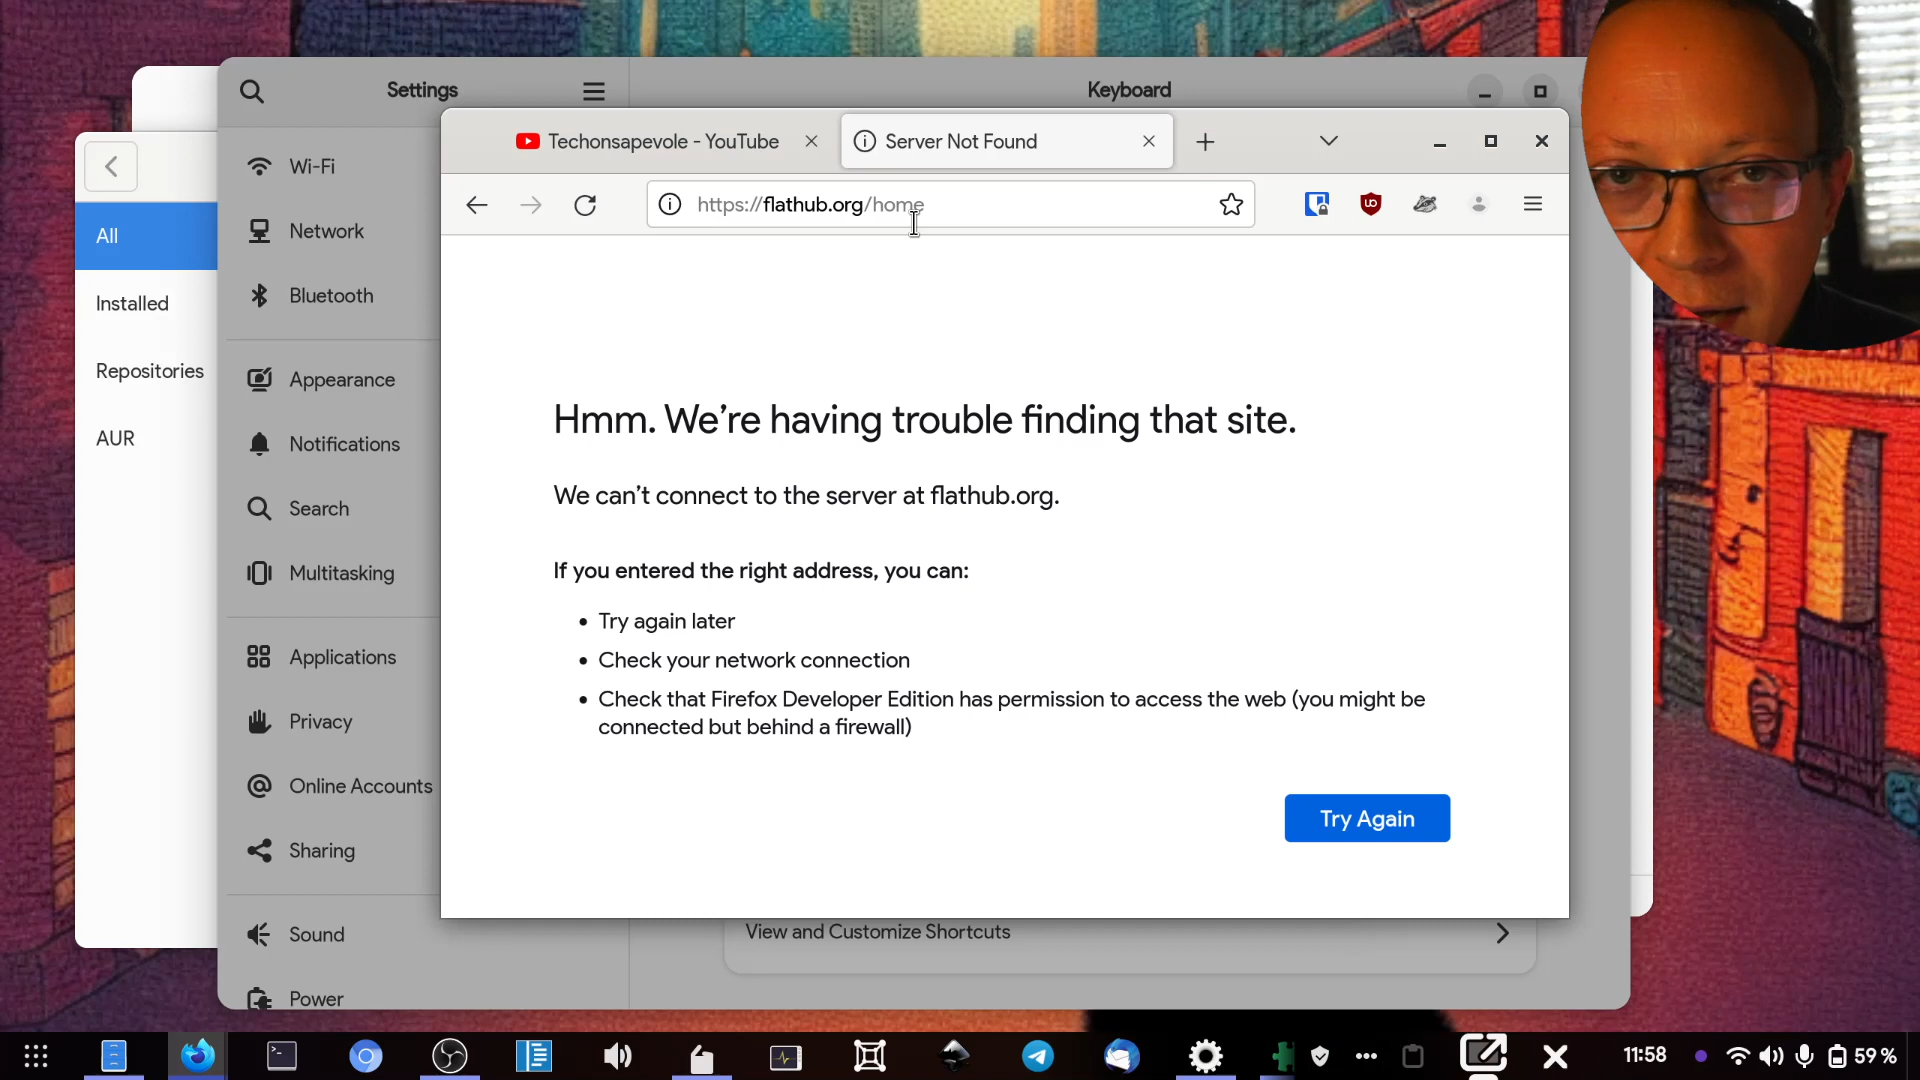 Settings
Keyboard
Techonsapevole - YouTube
Server Not Found
https://flathub.org/home
All
Installed
Repositories
AUR
Wi-Fi
Network
Bluetooth
Appearance
Notifications
Search
Multitasking
Applications
Privacy
Online Accounts
Sharing
Sound
Power
Hmm. We’re having trouble finding that site.
We can’t connect to the server at flathub.org.
If you entered the right address, you can:
Try again later
Check your network connection
Check that Firefox Developer Edition has permission to access the web (you might be
connected but behind a firewall)
Try Again
View and Customize Shortcuts
11:58
59 %